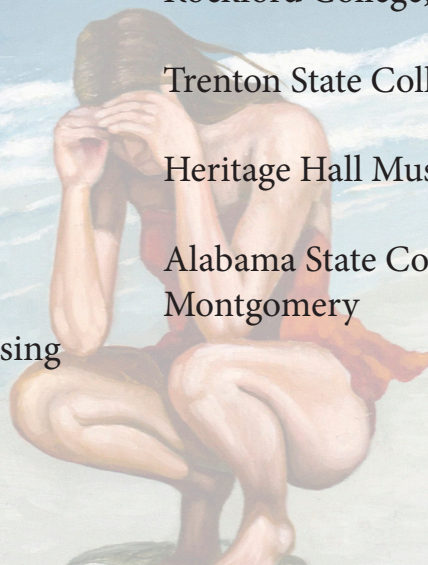 Rockford College,
Trenton State Coll
Heritage Hall Mus
Alabama State Co
Montgomery
sing